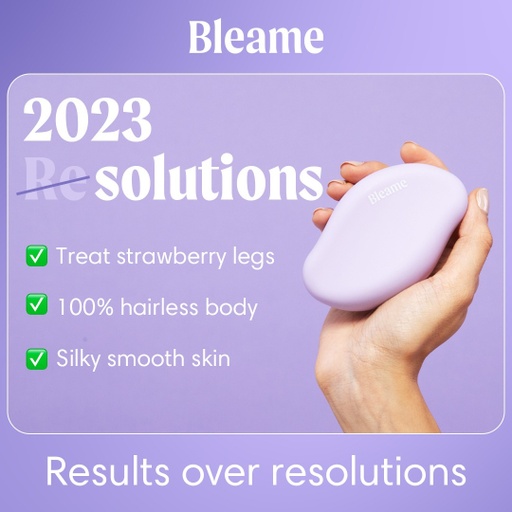 Bleame
2023
Resolutions
Bleame
✅ Treat strawberry legs
✅ 100% hairless body
✅ Silky smooth skin
Results over resolutions